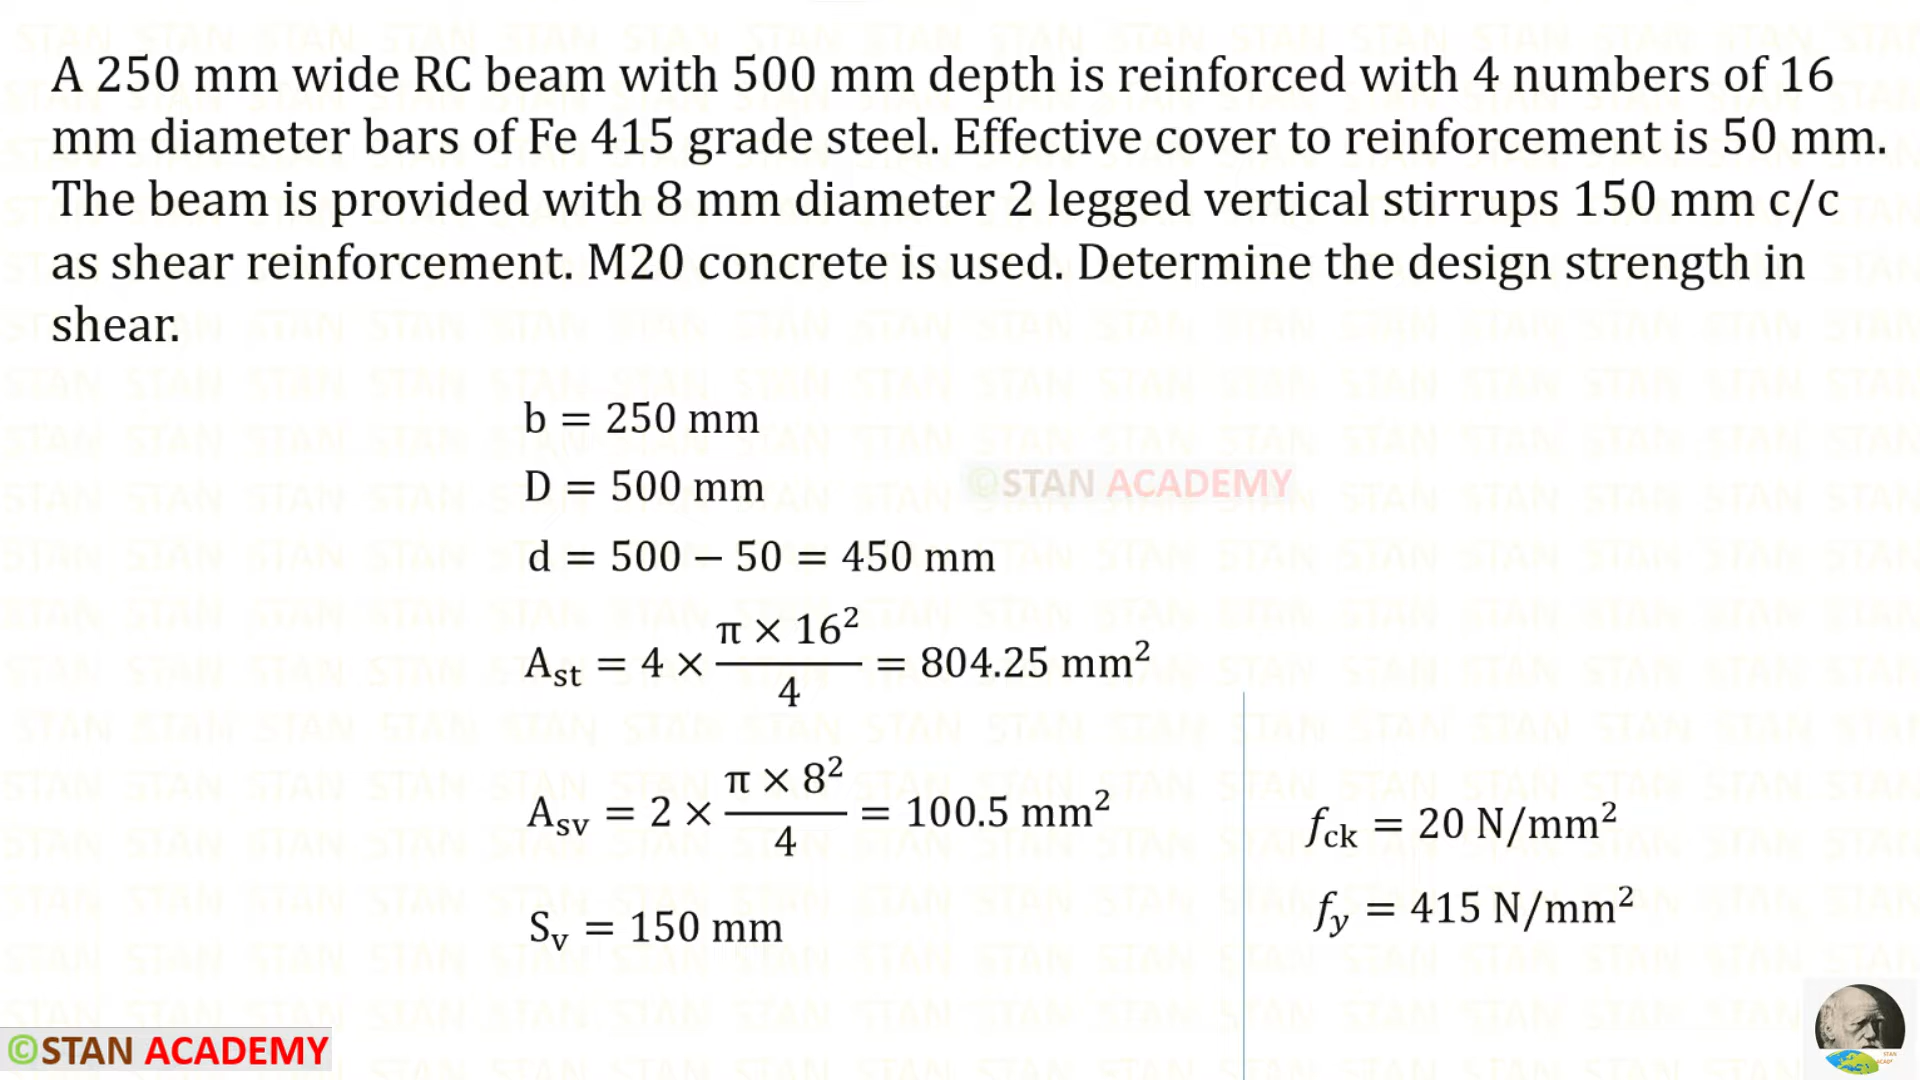 A 250 mm wide RC beam with 500 mm depth is reinforced with 4 numbers of 16
mm diameter bars of Fe 415 grade steel. Effective cover to reinforcement is 50 mm.
The beam is provided with 8 mm diameter 2 legged vertical stirrups 150 mm c/c
as shear reinforcement. M20 concrete is used. Determine the design strength in
shear.
b = 250 mm
D = 500 mm
©STAN ACADEMY
d = 500 − 50 = 450 mm
A_st = 4 × (π × 16²)/4 = 804.25 mm²
A_sv = 2 × (π × 8²)/4 = 100.5 mm²
S_v = 150 mm
f_ck = 20 N/mm²
f_y = 415 N/mm²
©STAN ACADEMY